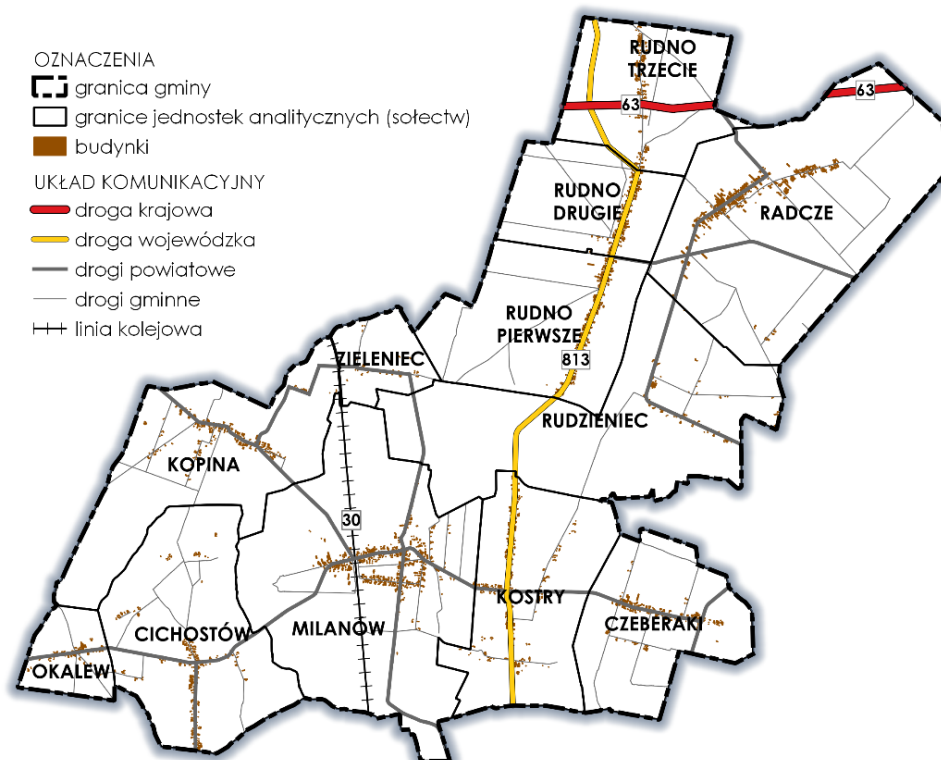 OZNACZENIA
granica gminy
granice jednostek analitycznych (sołectw)
budynki
UKŁAD KOMUNIKACYJNY
droga krajowa
droga wojewódzka
drogi powiatowe
drogi gminne
linia kolejowa
RUDNO
TRZECIE
63
63
RUDNO
DRUGIE
RADCZE
RUDNO
PIERWSZE
813
ZIELENIEC
RUDZIENIEC
KOPINA
30
KOSTRY
CZEBERAKI
CICHOSTÓW
MILANÓW
OKALEW